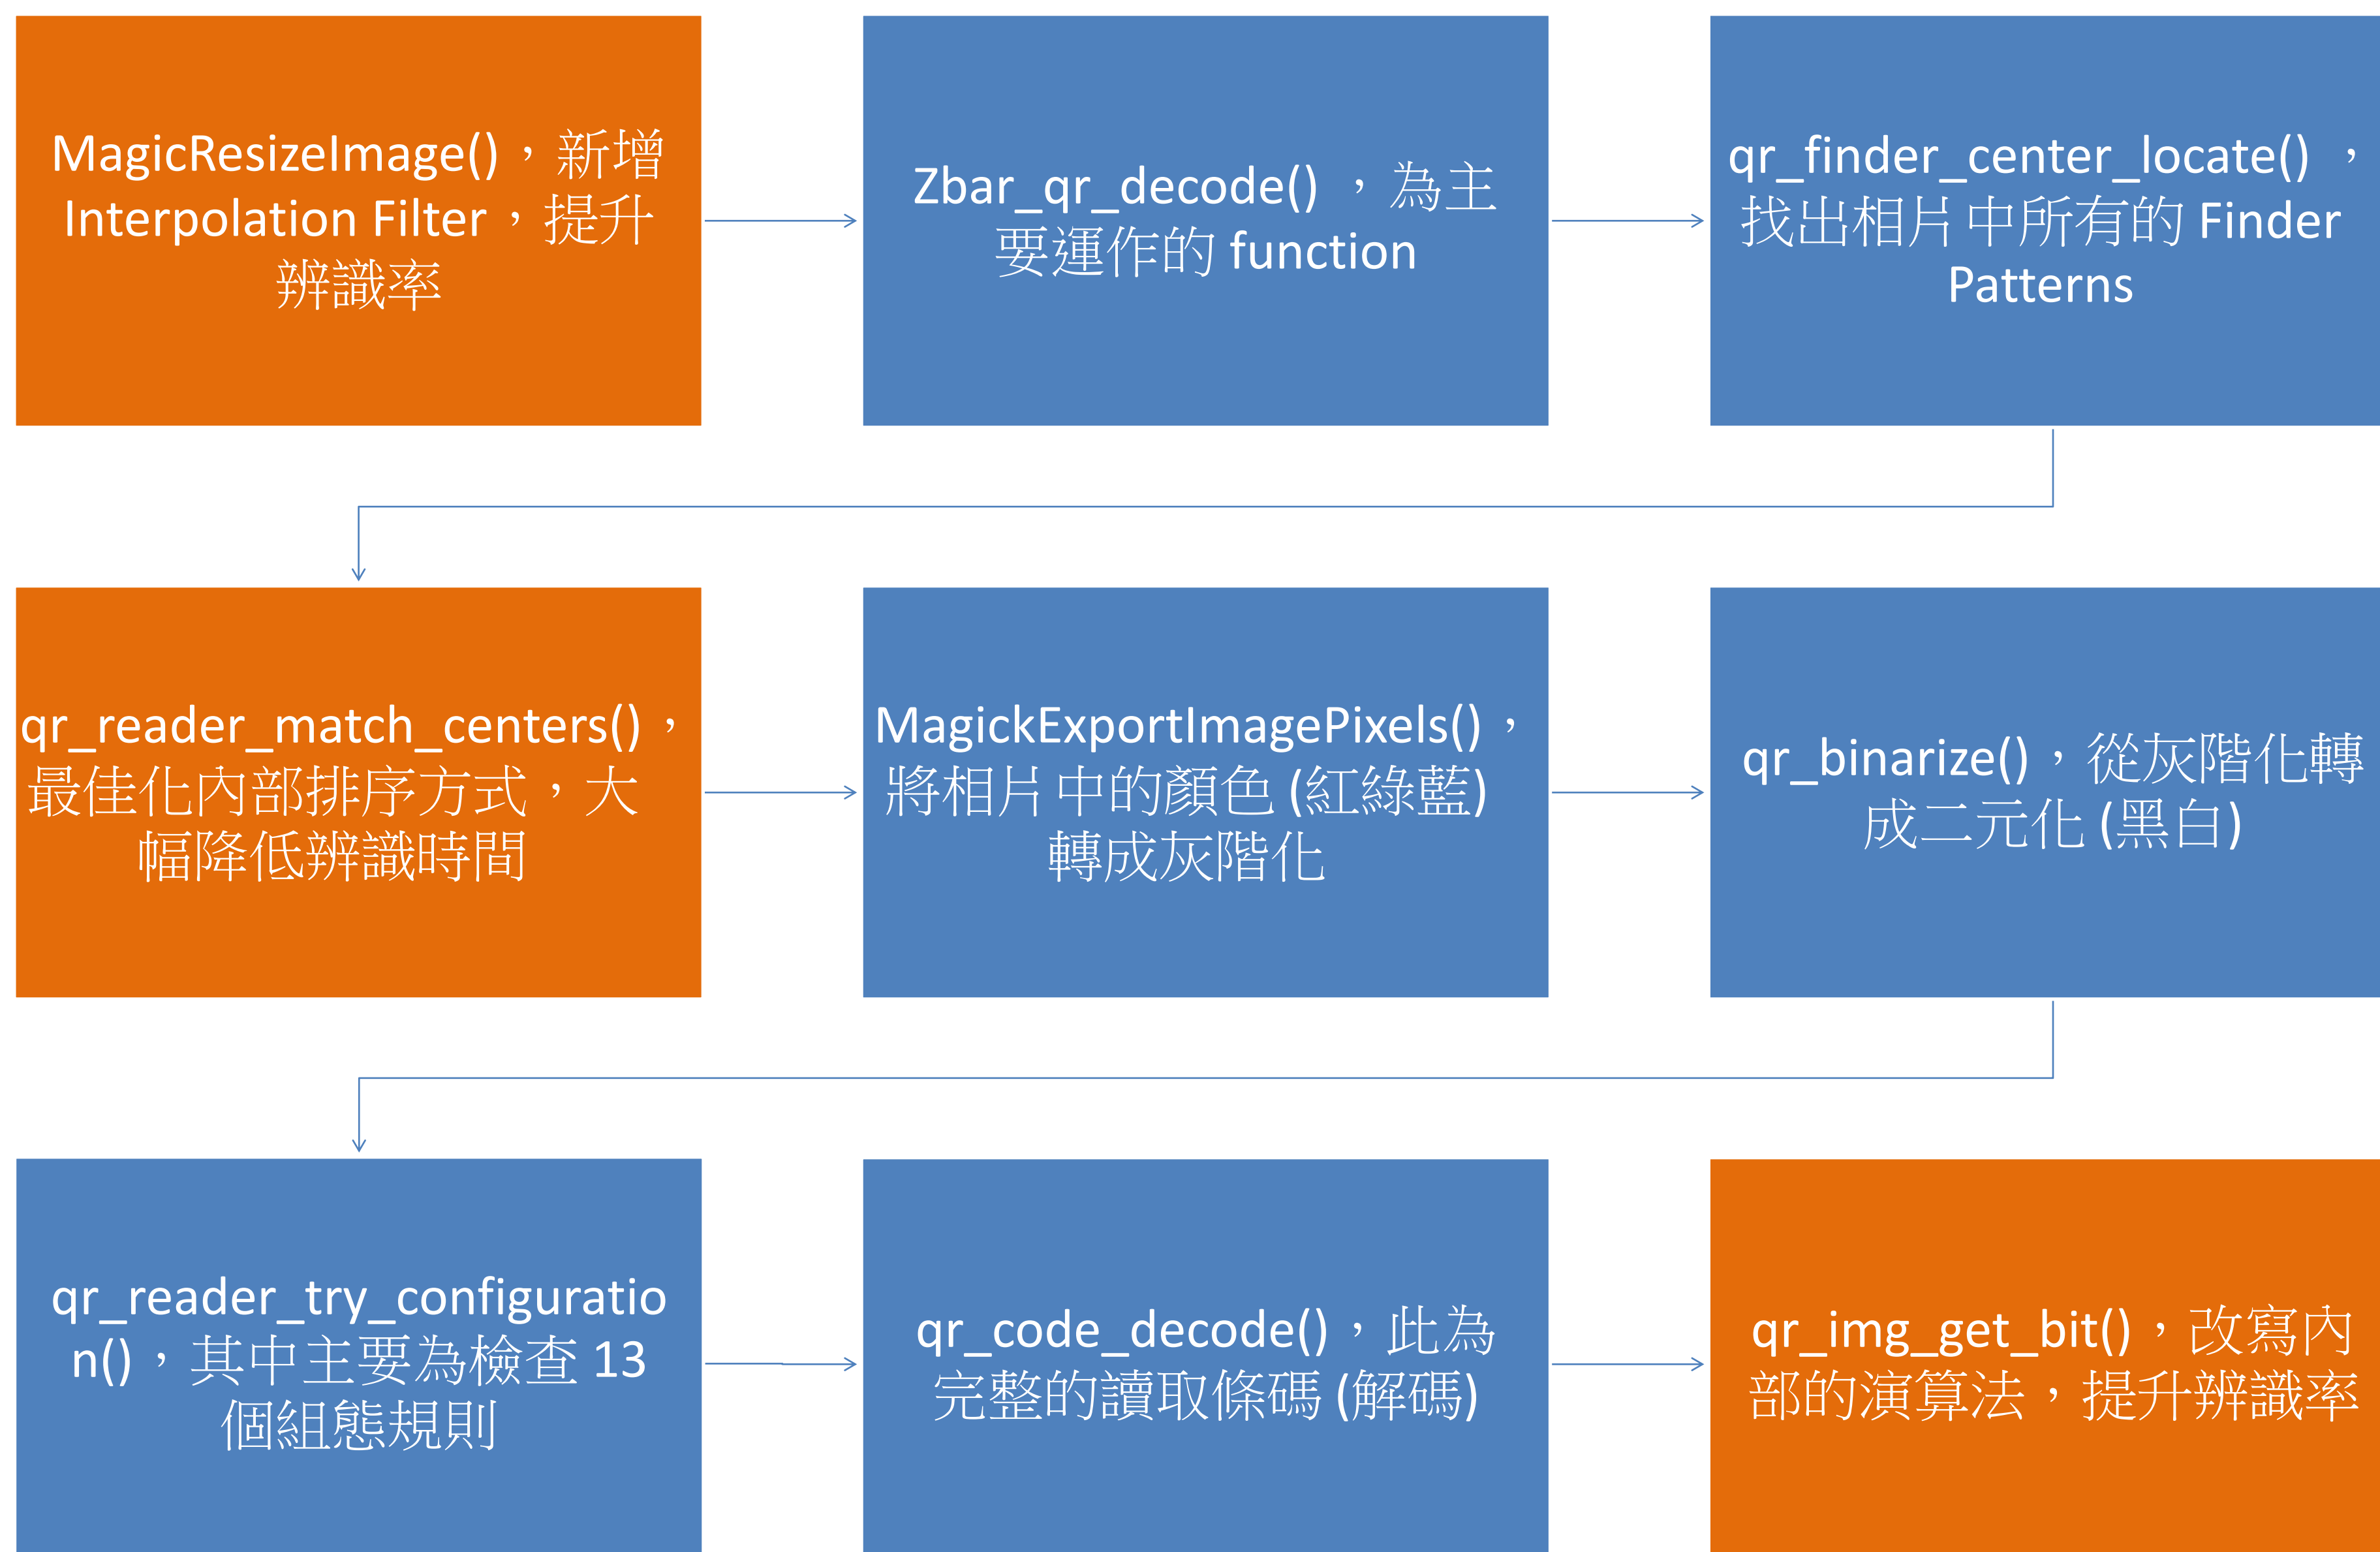 MagicResizeImage()，新增
Interpolation Filter，提升
辨識率
Zbar_qr_decode() ，為主
要運作的 function
qr_finder_center_locate() ，
找出相片中所有的 Finder
Patterns
qr_reader_match_centers()，
最佳化內部排序方式，大
幅降低辨識時間
MagickExportImagePixels()，
將相片中的顏色 (紅綠藍)
轉成灰階化
qr_binarize()，從灰階化轉
成二元化 (黑白)
qr_reader_try_configuratio
n()，其中主要為檢查 13
個組態規則
qr_code_decode()，此為
完整的讀取條碼 (解碼)
qr_img_get_bit()，改寫內
部的演算法，提升辨識率